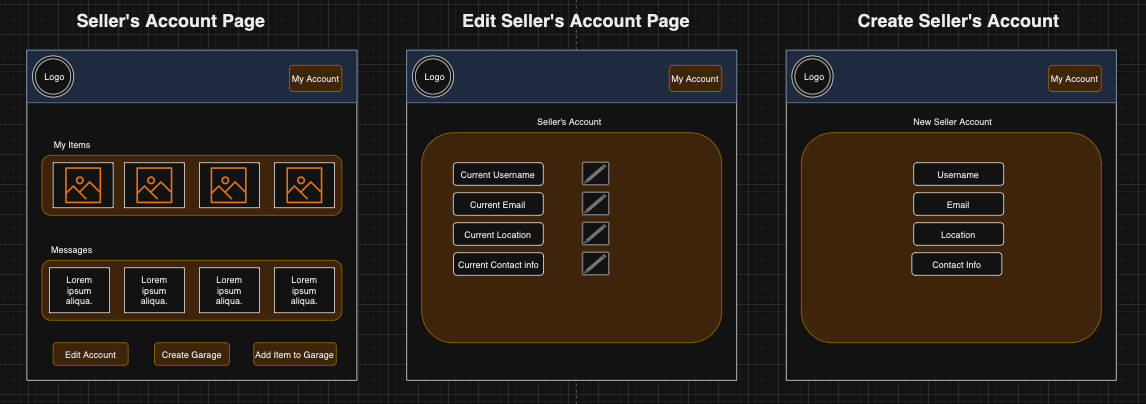 Seller's Account Page
Logo
My Account
My Items
Messages
Lorem
ipsum
aliqua.
Lorem
ipsum
aliqua.
Lorem
ipsum
aliqua.
Lorem
ipsum
aliqua.
Edit Account
Create Garage
Add Item to Garage
Edit Seller's Account Page
Logo
My Account
Seller's Account
Current Username
Current Email
Current Location
Current Contact info
Create Seller's Account
Logo
My Account
New Seller Account
Username
Email
Location
Contact Info